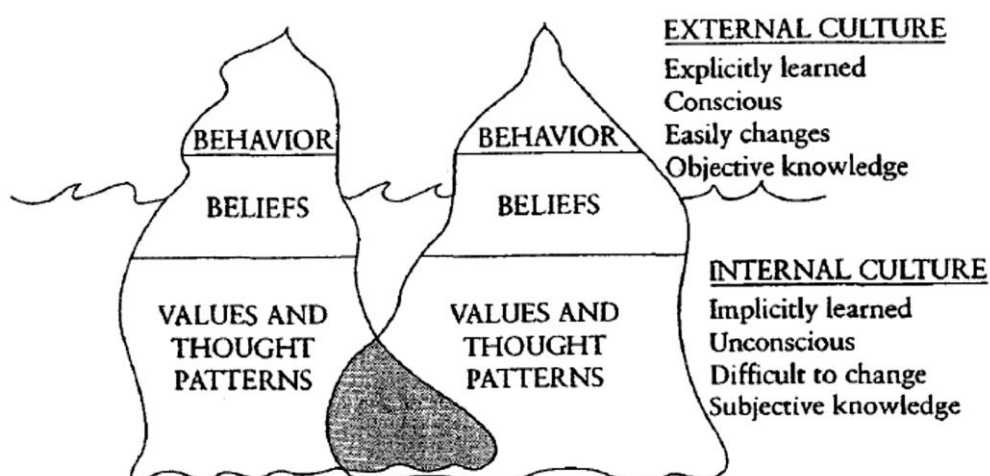 EXTERNAL CULTURE
Explicitly learned
Conscious
Easily changes
Objective knowledge
BEHAVIOR
BEHAVIOR
BELIEFS
BELIEFS
INTERNAL CULTURE
Implicitly learned
Unconscious
Difficult to change
Subjective knowledge
VALUES AND
THOUGHT
PATTERNS
VALUES AND
THOUGHT
PATTERNS